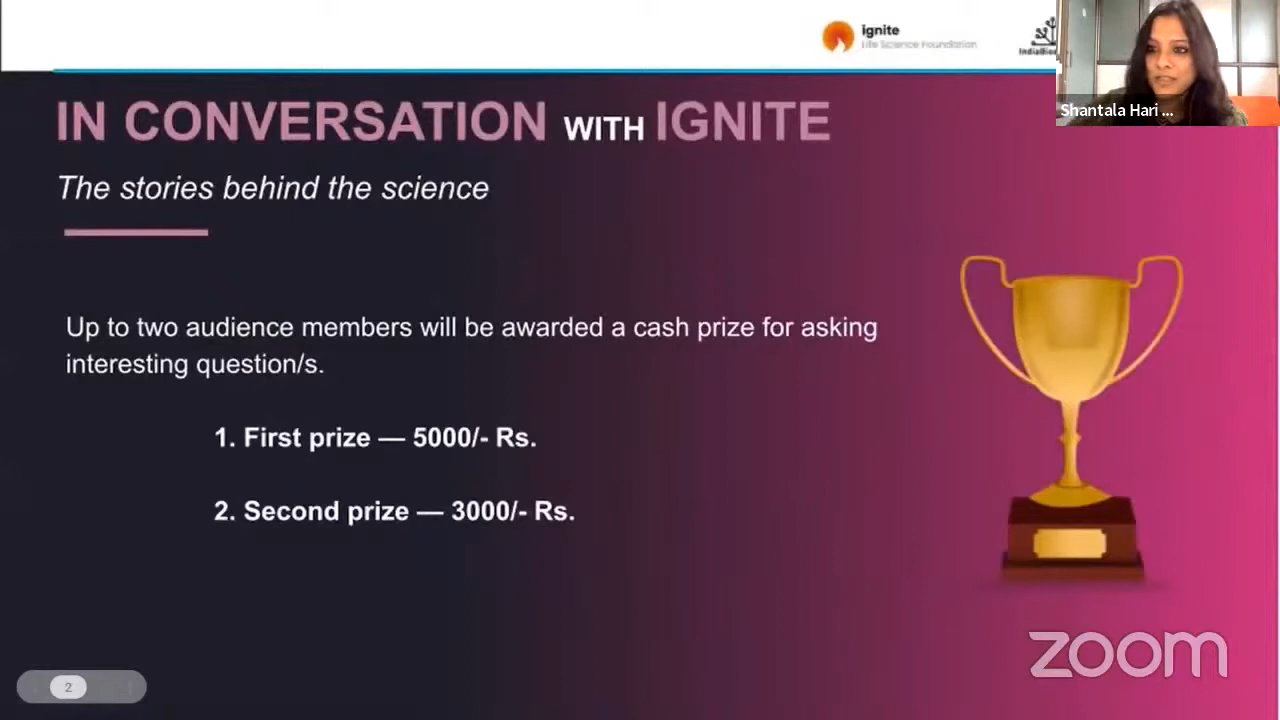 ignite
Life Science Foundation
Shantala Hari ...
IN CONVERSATION WITH IGNITE
The stories behind the science
Up to two audience members will be awarded a cash prize for asking
interesting question/s.
1. First prize — 5000/- Rs.
2. Second prize — 3000/- Rs.
zoom
2